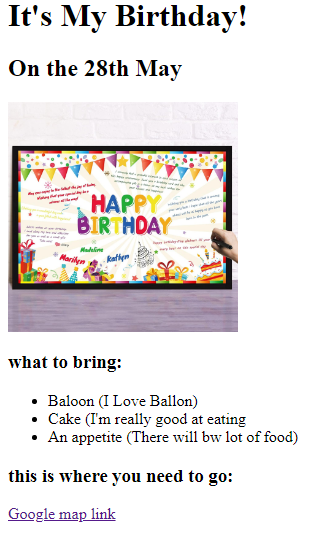 It's My Birthday!
On the 28th May
HAPPY
BIRTHDAY
Madeline
Marilyn
Kathyn
what to bring:
Baloon (I Love Ballon)
Cake (I'm really good at eating
An appetite (There will bw lot of food)
this is where you need to go:
Google map link